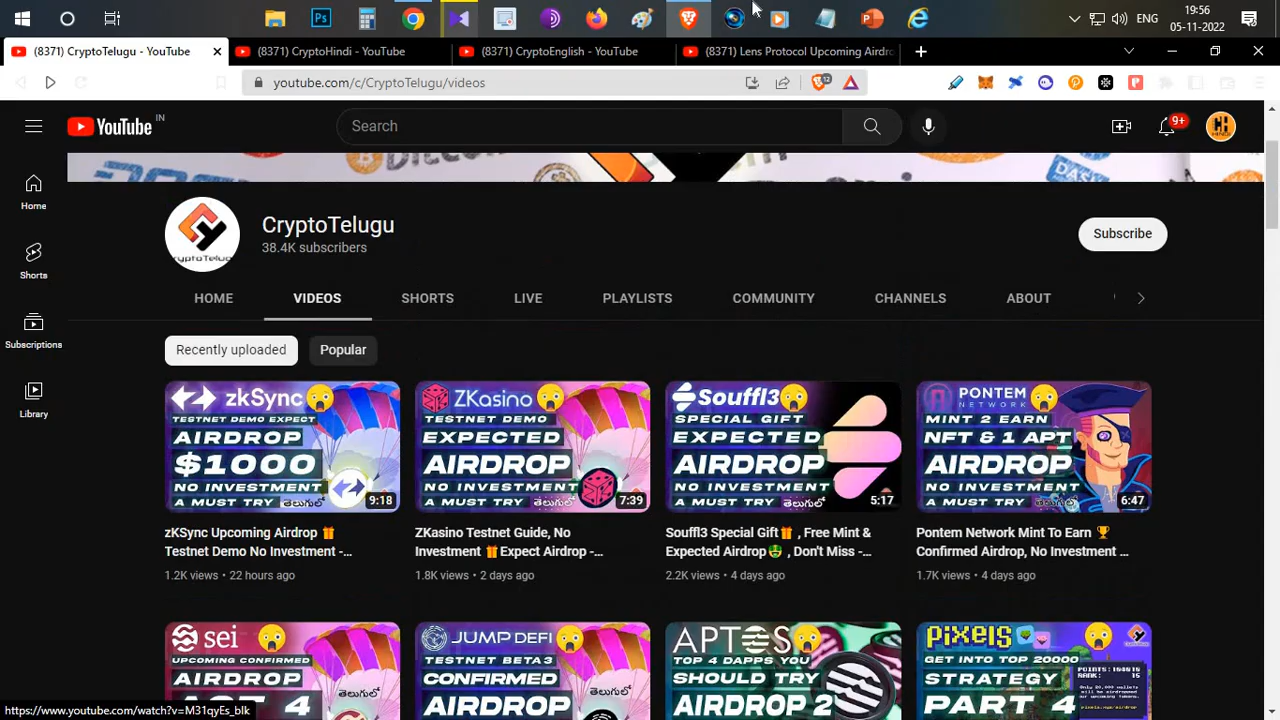 19:56
ENG
05-11-2022
(8371) CryptoTelugu - YouTube
(8371) CryptoHindi - YouTube
(8371) CryptoEnglish - YouTube
(8371) Lens Protocol Upcoming Airdro
youtube.com/c/CryptoTelugu/videos
12
YouTube IN
Search
9+
HINDI
Home
Shorts
Subscriptions
Library
CryptoTelugu
38.4K subscribers
Subscribe
HOME
VIDEOS
SHORTS
LIVE
PLAYLISTS
COMMUNITY
CHANNELS
ABOUT
Recently uploaded
Popular
zkSync
TESTNET DEMO EXPECT
AIRDROP
$1000
NO INVESTMENT
A MUST TRY తెలుగులో
9:18
ZKasino
TESTNET DEMO
EXPECTED
AIRDROP
NO INVESTMENT
A MUST TRY తెలుగులో
7:39
Souffl3
SPECIAL GIFT
EXPECTED
AIRDROP
NO INVESTMENT
A MUST TRY తెలుగులో
5:17
PONTEM
NETWORK
MINT 2 EARN
NFT & 1 APT
AIRDROP
NO INVESTMENT
A MUST TRY తెలుగులో
6:47
zKSync Upcoming Airdrop 🎁
Testnet Demo No Investment -...
1.2K views • 22 hours ago
ZKasino Testnet Guide, No
Investment 🎁Expect Airdrop -...
1.8K views • 2 days ago
Souffl3 Special Gift🎁 , Free Mint &
Expected Airdrop🤑 , Don't Miss -...
2.2K views • 4 days ago
Pontem Network Mint To Earn 🏆
Confirmed Airdrop, No Investment ...
1.7K views • 4 days ago
sei
UPCOMING CONFIRMED
AIRDROP
ACT 4
తెలుగులో
JUMP DEFI
TESTNET BETA3
CONFIRMED
AIRDROP
తెలుగులో
APTOS
TOP 4 DAPPS YOU
SHOULD TRY
AIRDROP 2
తెలుగులో
pixels
GET INTO TOP 20000
STRATEGY
PART 4
RANK: 15
https://www.youtube.com/watch?v=M31qyEs_blk